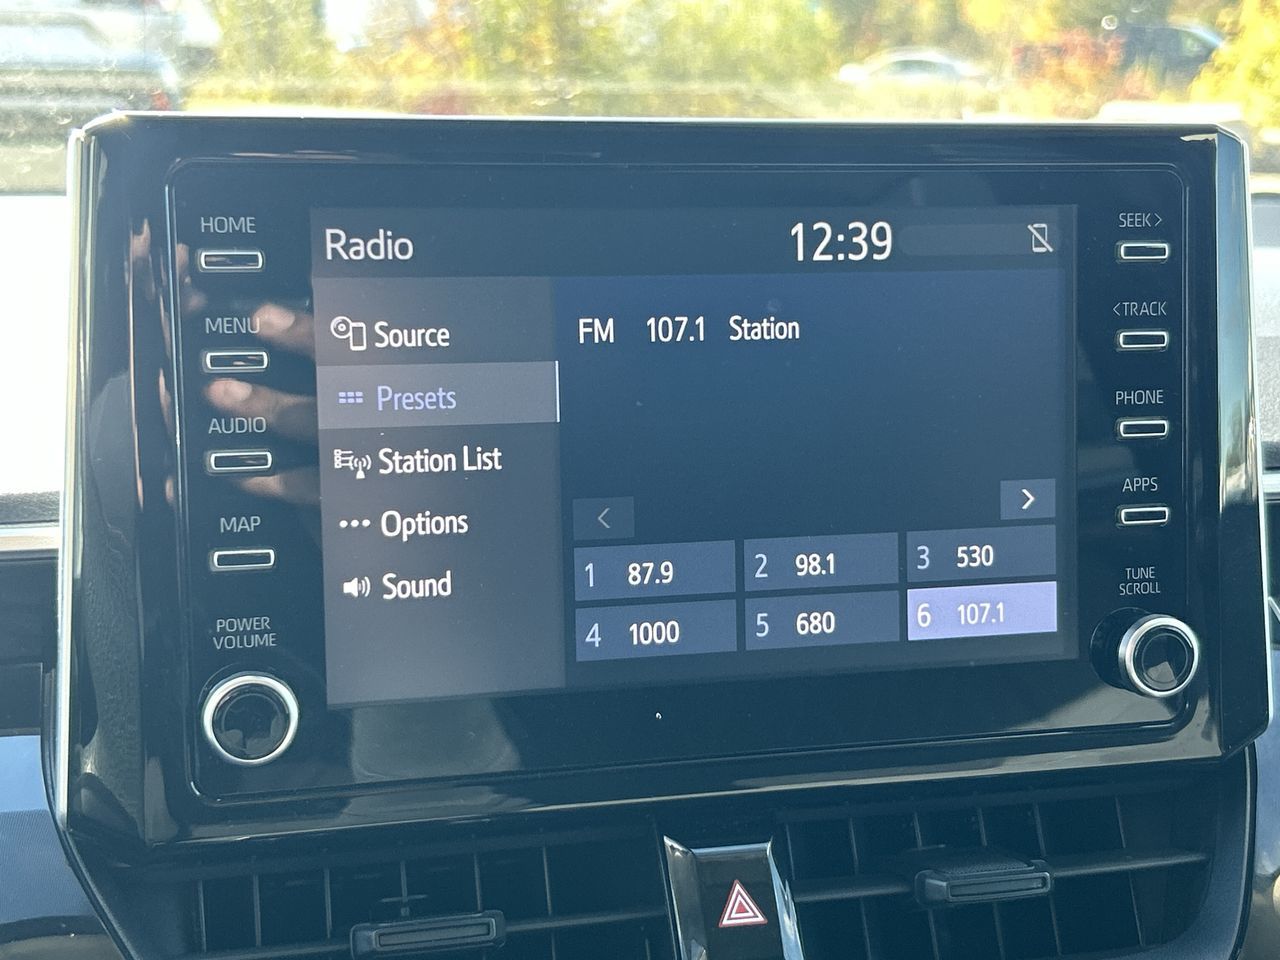 HOME
MENU
AUDIO
MAP
POWER
VOLUME
Radio
12:39
Source
Presets
Station List
Options
Sound
FM 107.1 Station
<
>
1 87.9
2 98.1
3 530
4 1000
5 680
6 107.1
SEEK >
< TRACK
PHONE
APPS
TUNE
SCROLL